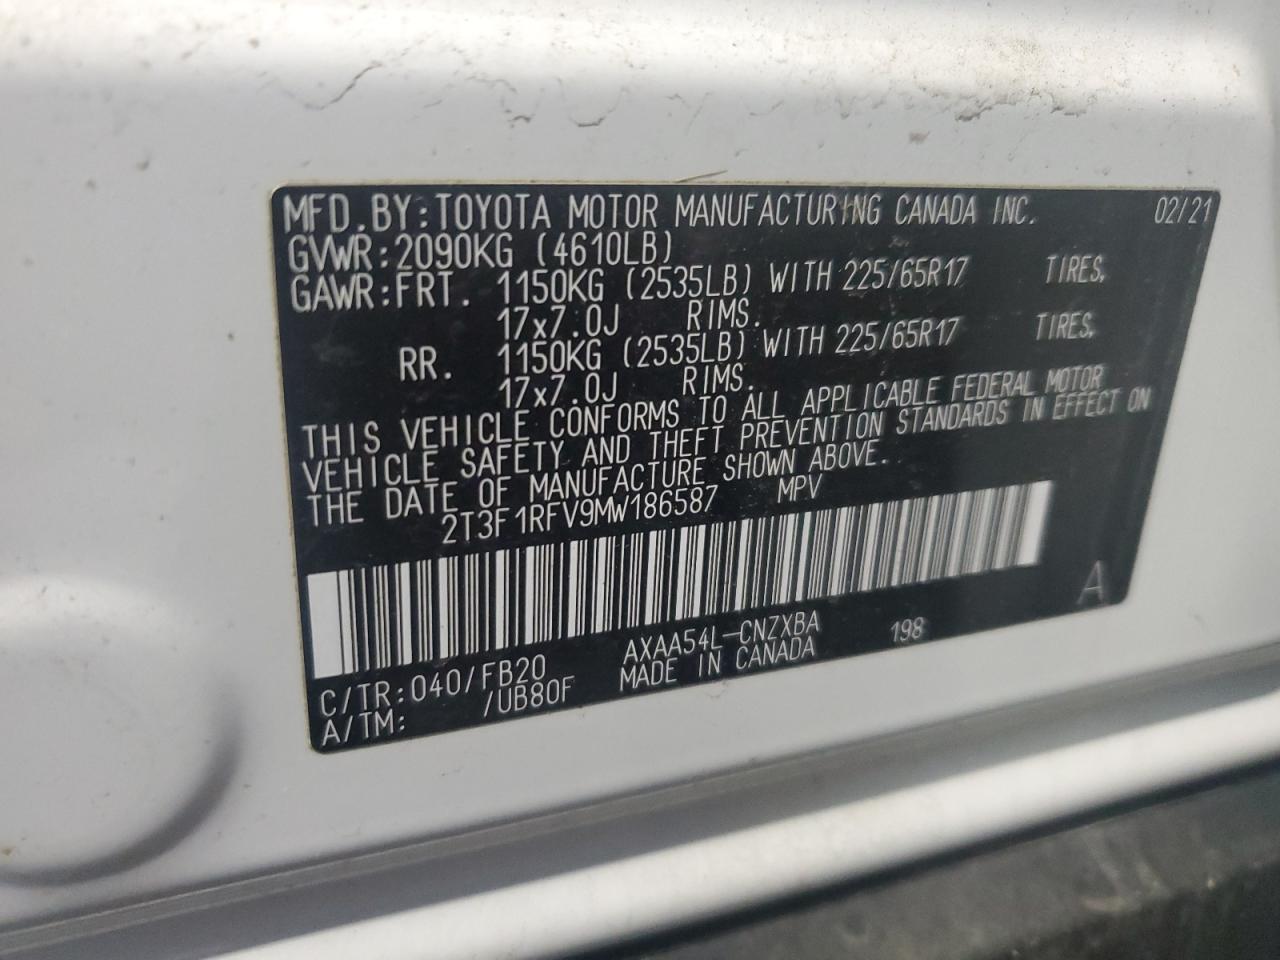 MFD.BY:TOYOTA MOTOR MANUFACTURING CANADA INC. 02/21
GVWR:2090KG (4610LB)
GAWR:FRT. 1150KG (2535LB) WITH 225/65R17 TIRES,
17x7.0J RIMS.
RR. 1150KG (2535LB) WITH 225/65R17 TIRES,
17x7.0J RIMS.
THIS VEHICLE CONFORMS TO ALL APPLICABLE FEDERAL MOTOR
VEHICLE SAFETY AND THEFT PREVENTION STANDARDS IN EFFECT ON
THE DATE OF MANUFACTURE SHOWN ABOVE.
2T3F1RFV9MW186587 MPV
A
C/TR:040/FB20 AXAA54L-CNZXBA 198
A/TM: /UB80F MADE IN CANADA